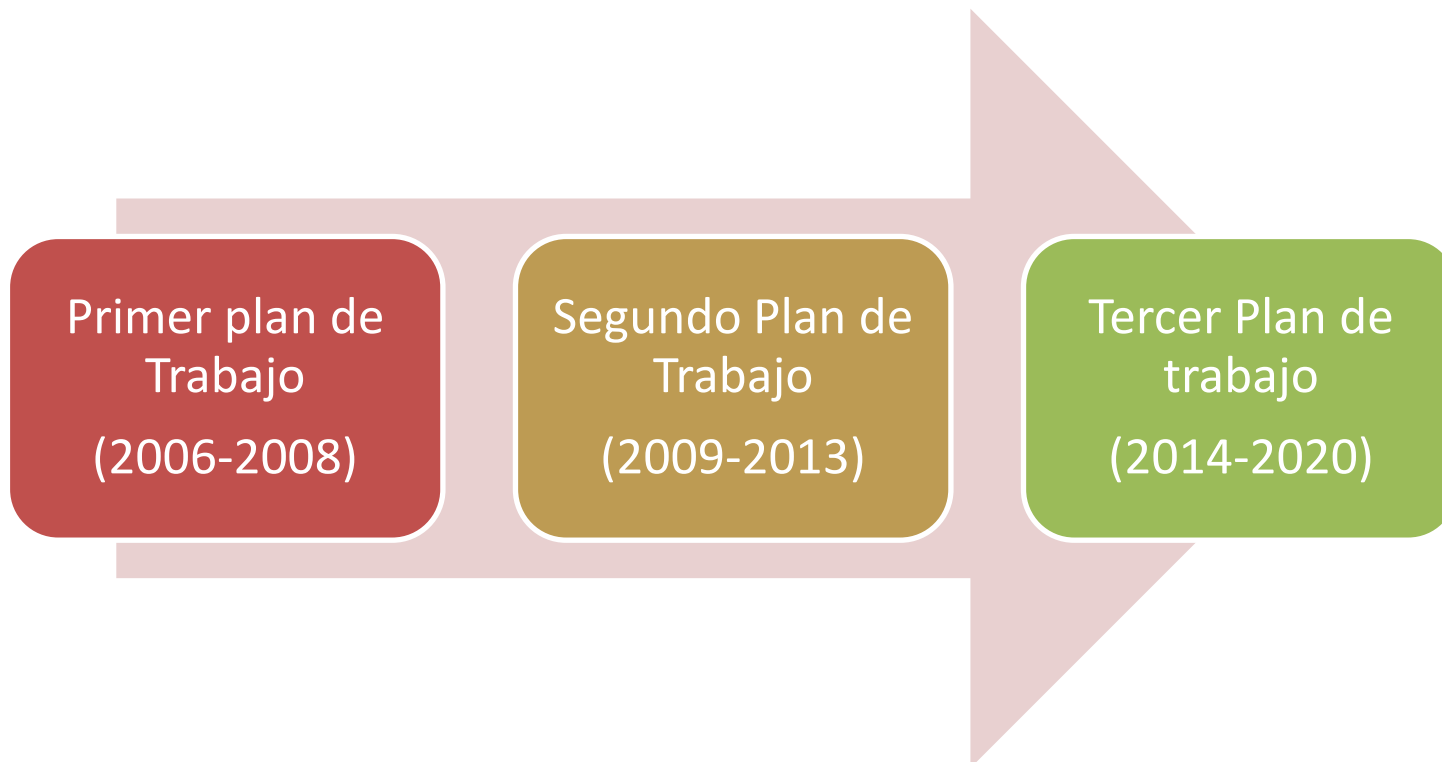 Primer plan de
Trabajo
(2006-2008)
Segundo Plan de
Trabajo
(2009-2013)
Tercer Plan de
trabajo
(2014-2020)